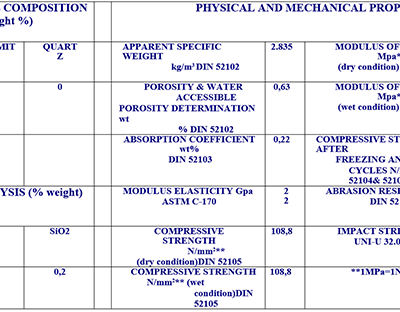 COMPOSITION
ght %)
PHYSICAL AND MECHANICAL PROP
MIT
QUART
Z
APPARENT SPECIFIC
WEIGHT
kg/m³ DIN 52102
2.835
MODULUS OF
Mpa*
(dry condition)
0
POROSITY & WATER
ACCESSIBLE
POROSITY DETERMINATION
wt
% DIN 52102
0,63
MODULUS OF
Mpa*
(wet condition)
ABSORPTION COEFFICIENT
wt%
DIN 52103
0,22
COMPRESSIVE ST
AFTER
FREEZING AN
CYCLES N/
52104& 5210
YSIS (% weight)
MODULUS ELASTICITY Gpa
ASTM C-170
2
2
ABRASION RES
DIN 52
SiO2
COMPRESSIVE
STRENGTH
N/mm²**
(dry condition)DIN 52105
108,8
IMPACT STRE
UNI-U 32.0
0,2
COMPRESSIVE STRENGTH
N/mm²** (wet
condition)DIN
52105
108,8
**1MPa=1N